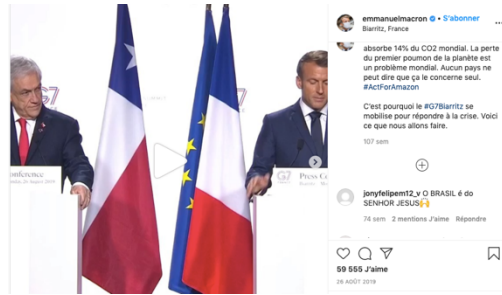 emmanuelmacron • S'abonner
Biarritz, France
absorbe 14% du CO2 mondial. La perte
du premier poumon de la planète est
un problème mondial. Aucun pays ne
peut dire que ça le concerne seul.
#ActForAmazon
C'est pourquoi le #G7Biarritz se
mobilise pour répondre à la crise. Voici
ce que nous allons faire.
107 sem
jonyfelipem12_v O BRASIL é do
SENHOR JESUS🙌
74 sem 2 mentions J'aime Répondre
59 555 J'aime
26 AOÛT 2019
G7
onference
G7
Press Co